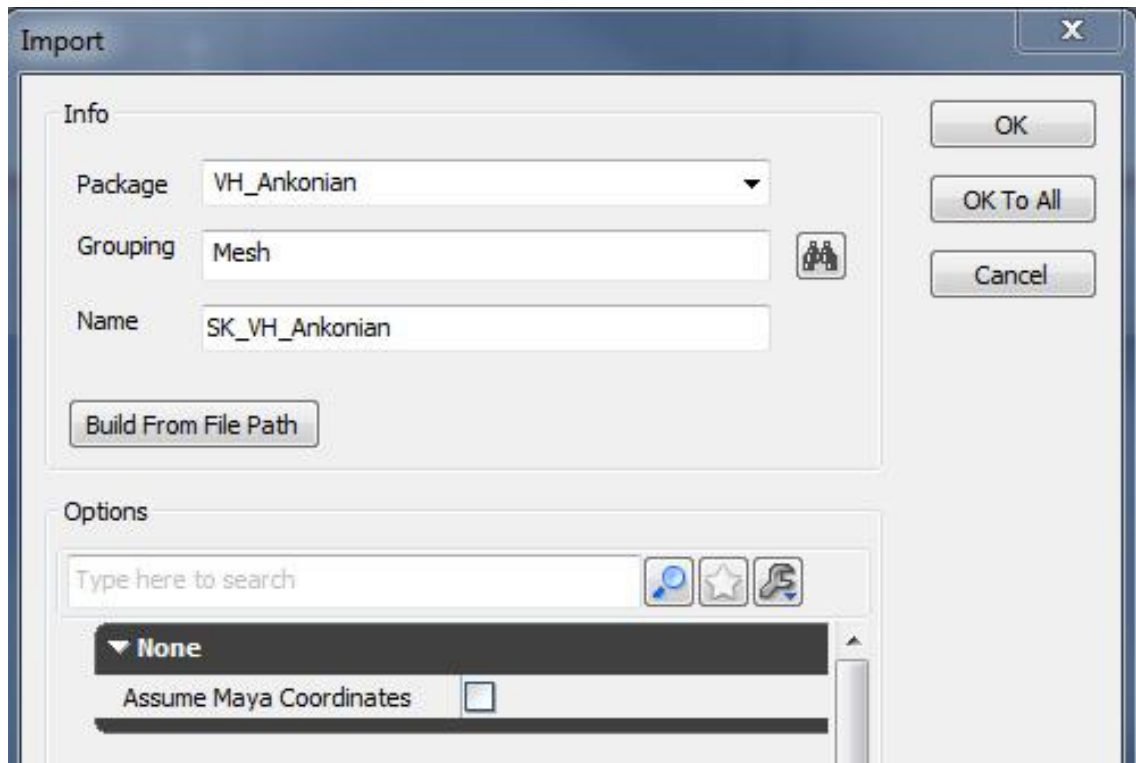 Import
X
Info
OK
Package VH_Ankonian
OK To All
Grouping Mesh
Cancel
Name SK_VH_Ankonian
Build From File Path
Options
Type here to search
None
Assume Maya Coordinates